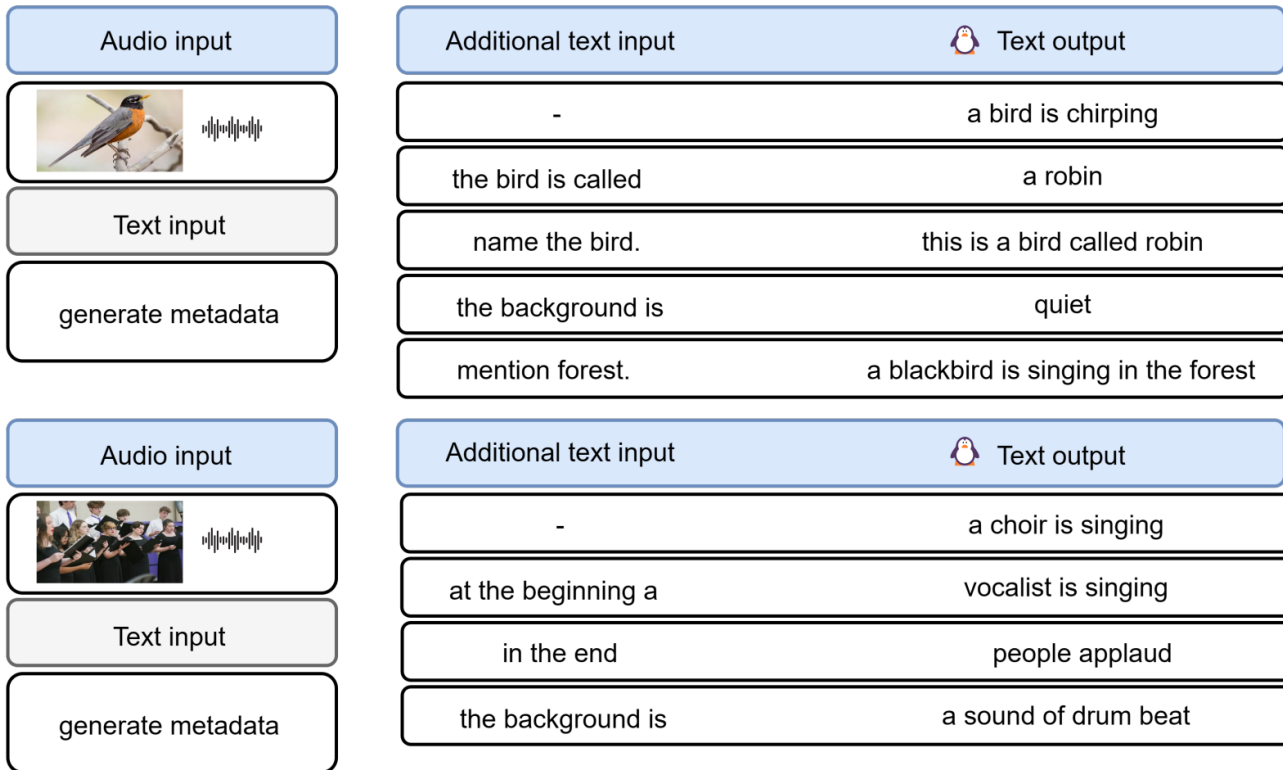 Audio input
Additional text input Text output
- a bird is chirping
the bird is called a robin
Text input
name the bird. this is a bird called robin
generate metadata
the background is quiet
mention forest. a blackbird is singing in the forest
Audio input
Additional text input Text output
- a choir is singing
at the beginning a vocalist is singing
Text input
in the end people applaud
generate metadata
the background is a sound of drum beat